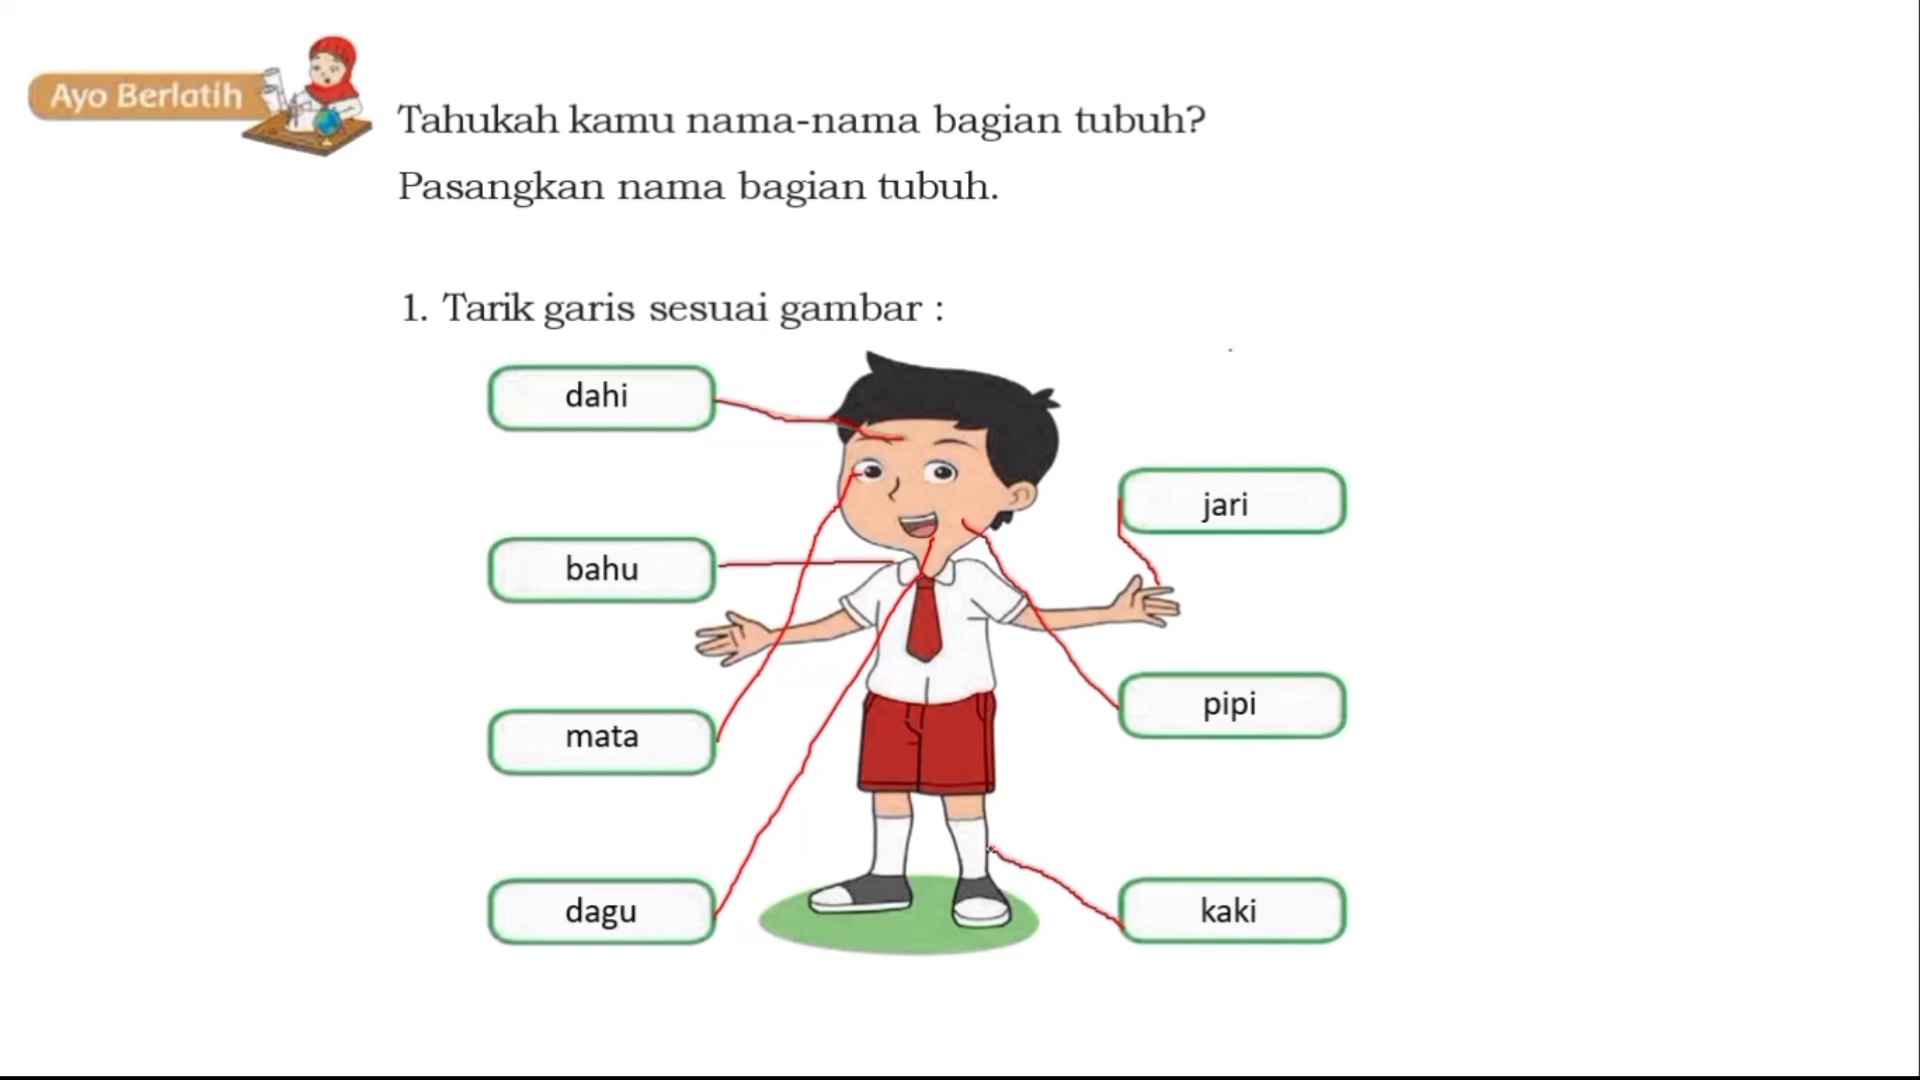 Ayo Berlatih
Tahukah kamu nama-nama bagian tubuh?
Pasangkan nama bagian tubuh.
1. Tarik garis sesuai gambar :
dahi
jari
bahu
pipi
mata
dagu
kaki